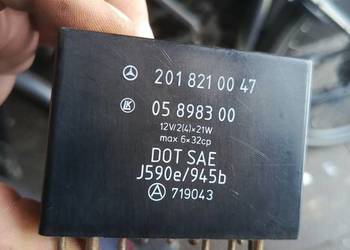 201 821 00 47
05 8983 00
12V/2(4)×21W
max 6×32cp
DOT SAE
J590e/945b
A 719043